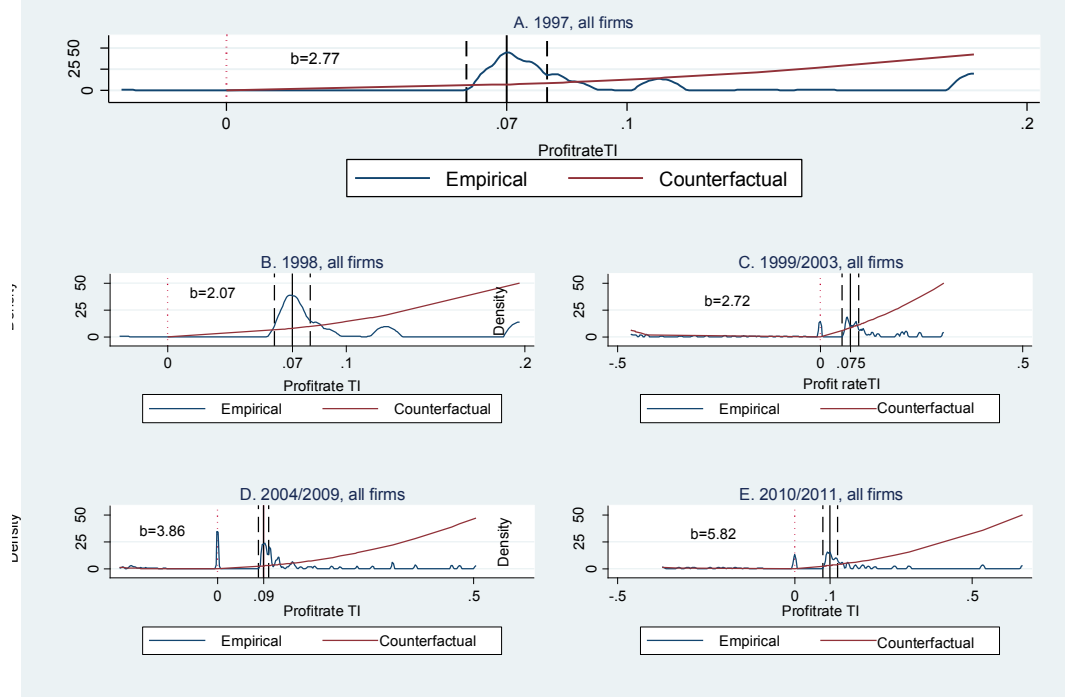 A. 1997, all firms
b=2.77
0 25 50
0 .07 .1 .2
ProfitrateTI
Empirical Counterfactual
B. 1998, all firms
b=2.07
0 25 50
Density
0 .07 .1 .2
Profitrate TI
Empirical Counterfactual
C. 1999/2003, all firms
b=2.72
0 25 50
-.5 0 .075 .5
Profit rateTI
Empirical Counterfactual
D. 2004/2009, all firms
b=3.86
0 25 50
Density
Density
0 .09 .5
Profitrate TI
Empirical Counterfactual
E. 2010/2011, all firms
b=5.82
0 25 50
-.5 0 .1 .5
Profitrate TI
Empirical Counterfactual